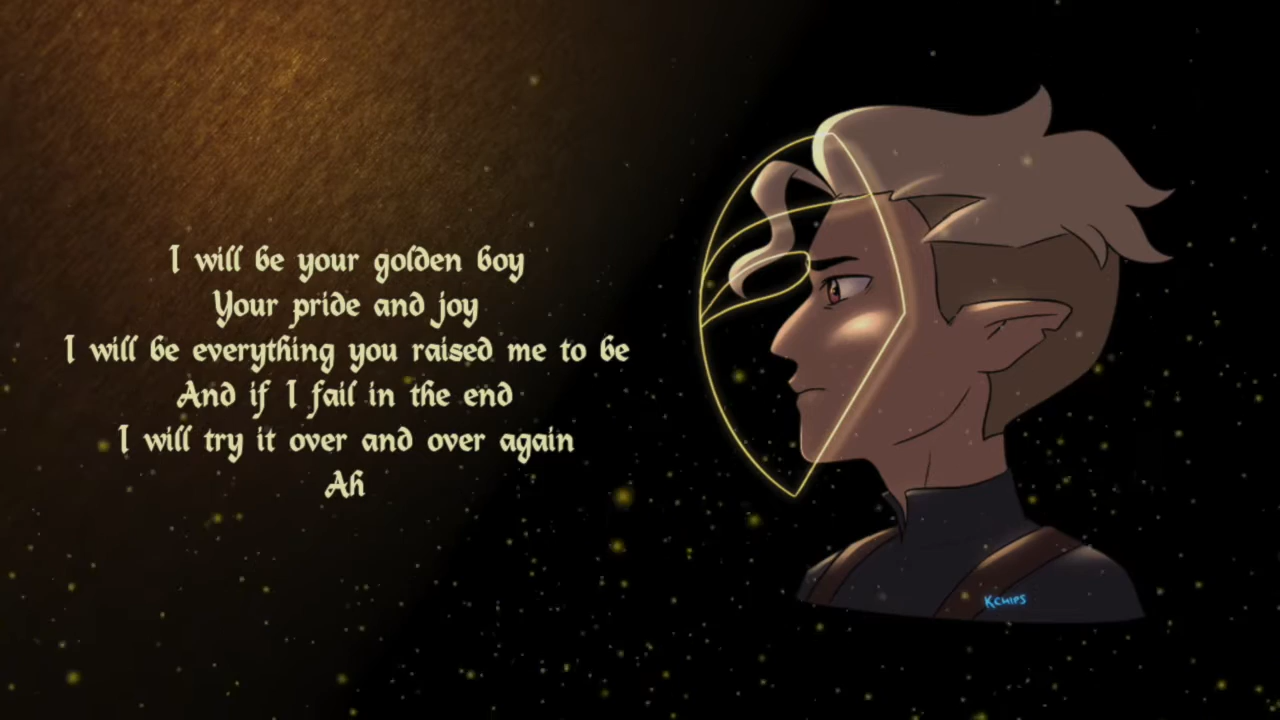 I will be your golden boy
Your pride and joy
I will be everything you raised me to be
And if I fail in the end
I will try it over and over again
Ah
KCHIPS